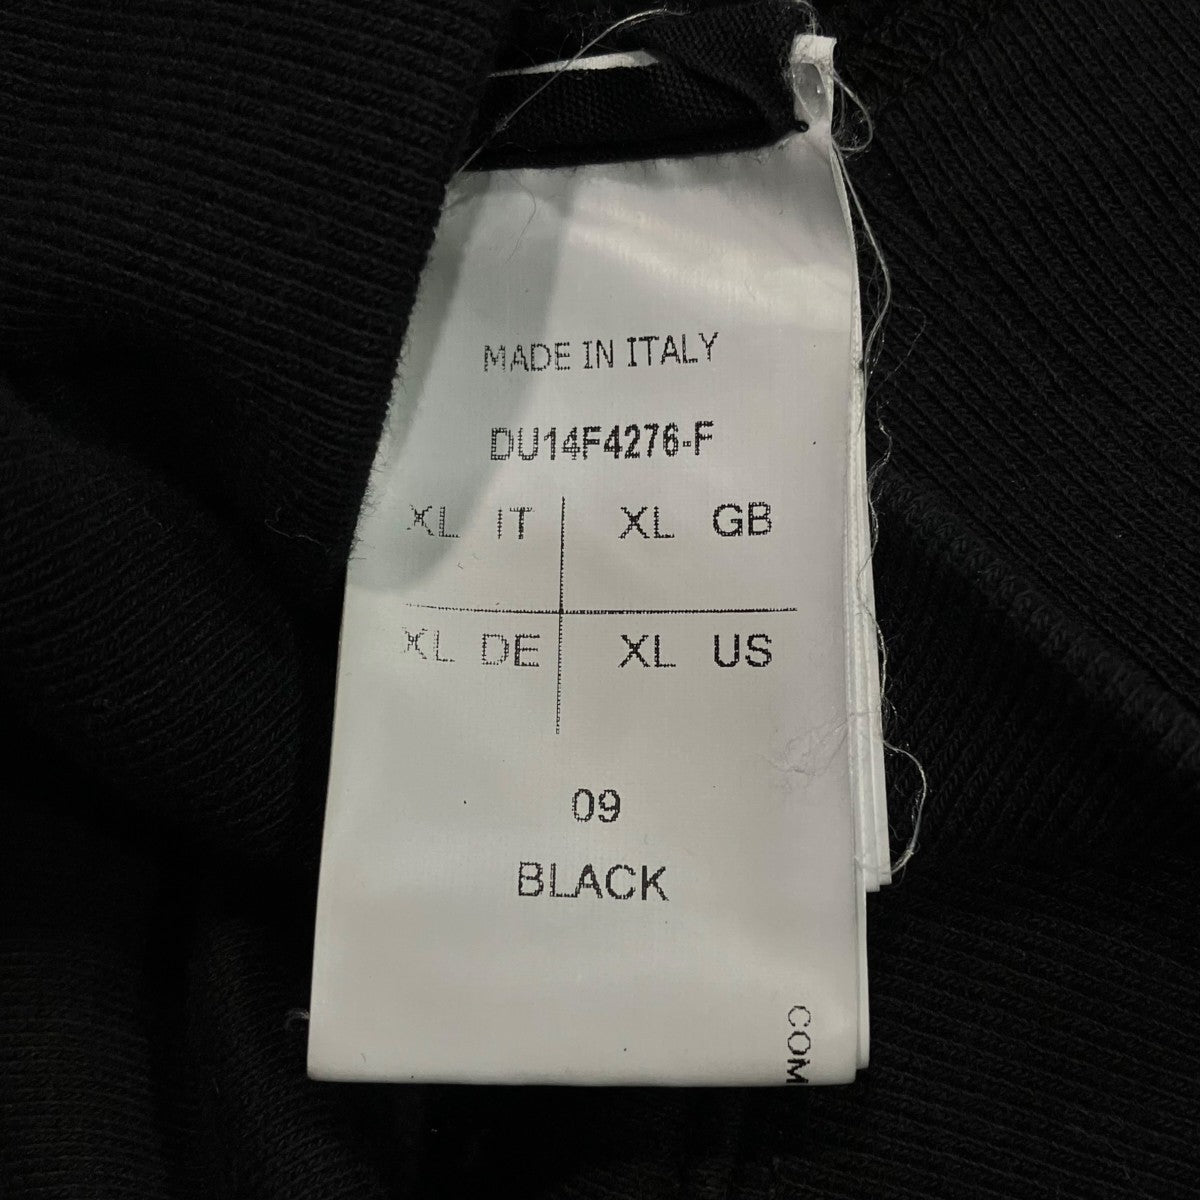 MADE IN ITALY
DU14F4276-F
XL IT XL GB
XL DE XL US
09
BLACK
COM